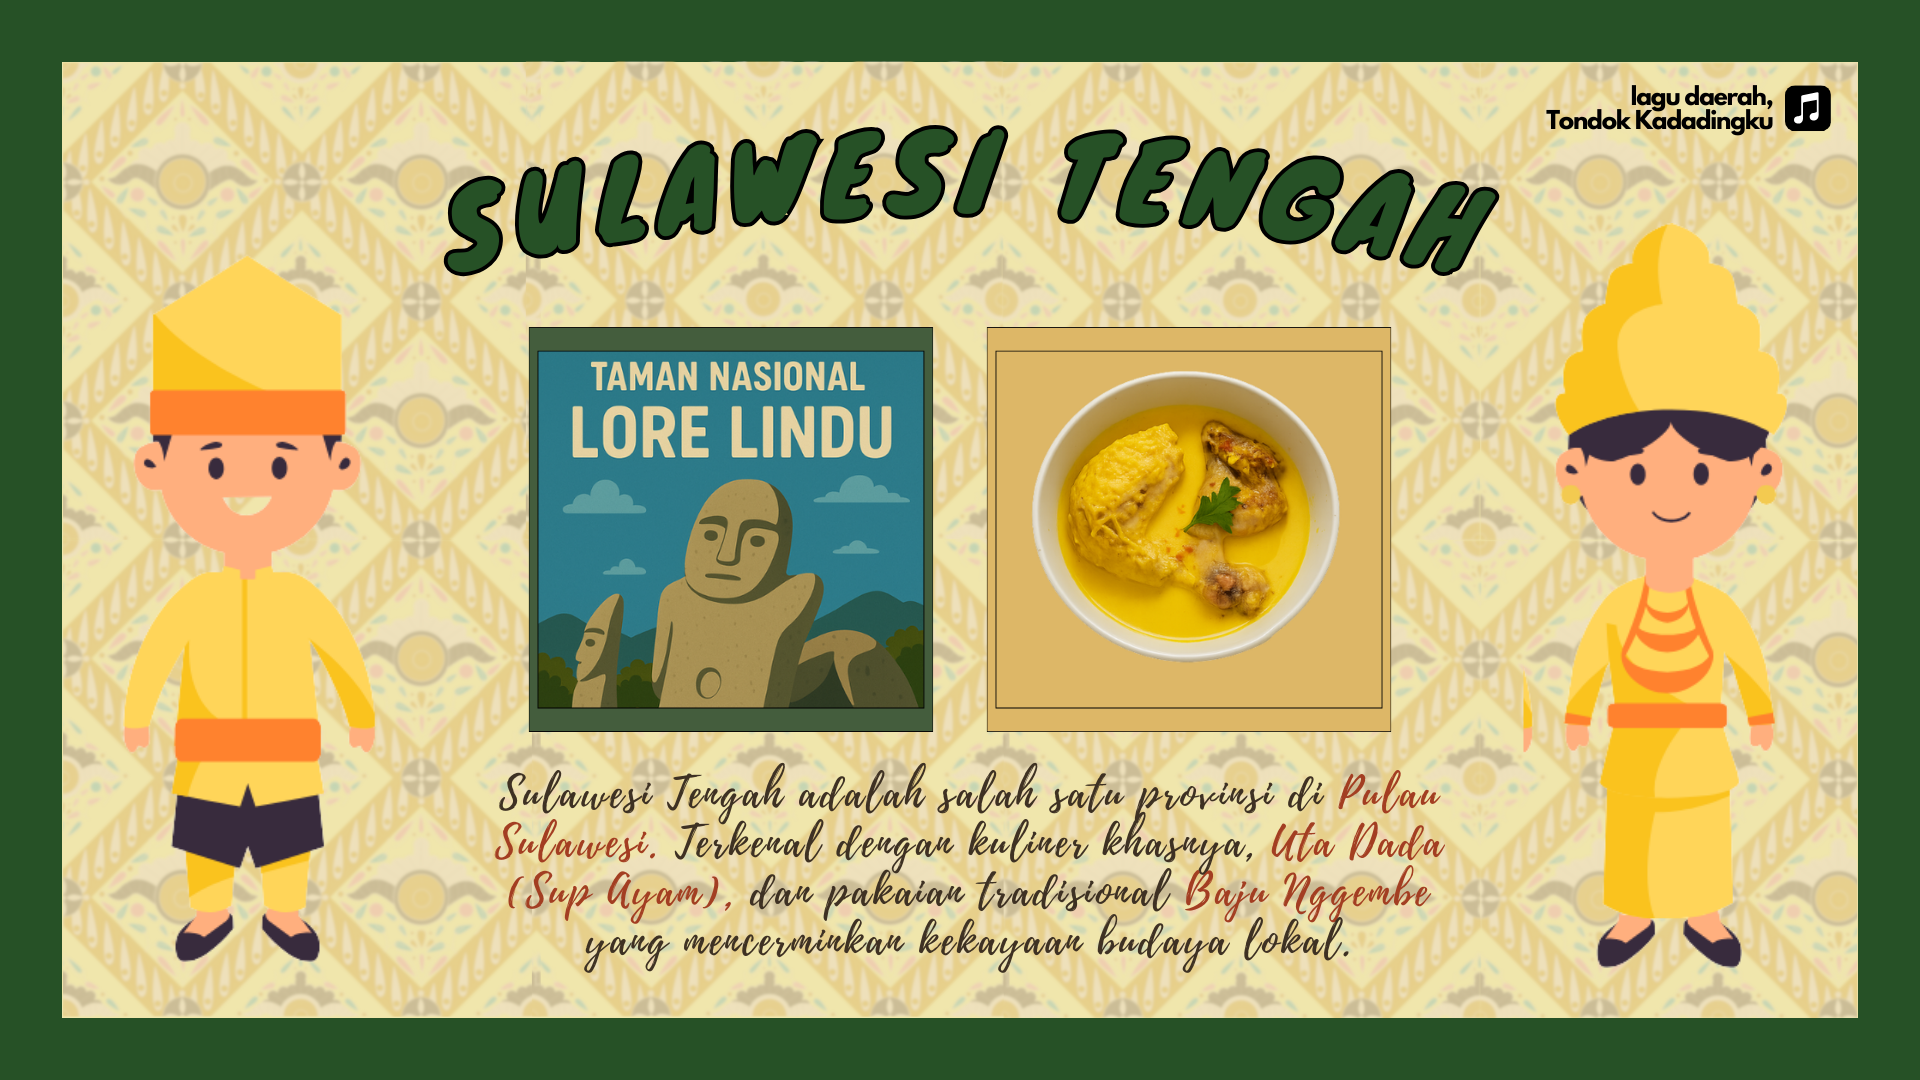 lagu daerah,
Tondok Kadadingku
SULAWESI TENGAH
TAMAN NASIONAL
LORE LINDU
Sulawesi Tengah adalah salah satu provinsi di Pulau
Sulawesi. Terkenal dengan kuliner khasnya, Uta Dada
(Sup Ayam), dan pakaian tradisional Baju Nggembe
yang mencerminkan kekayaan budaya lokal.